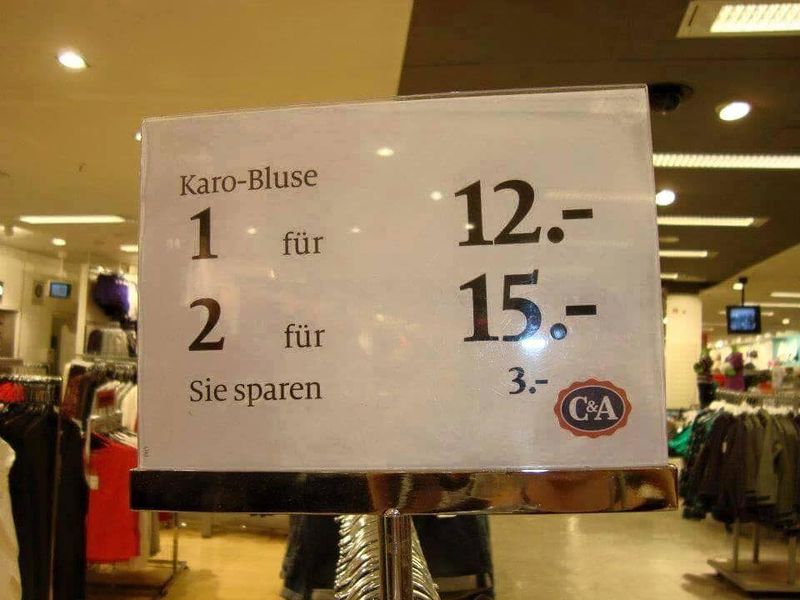 Karo-Bluse
1 für 12.-
2 für 15.-
Sie sparen 3.-
C&A